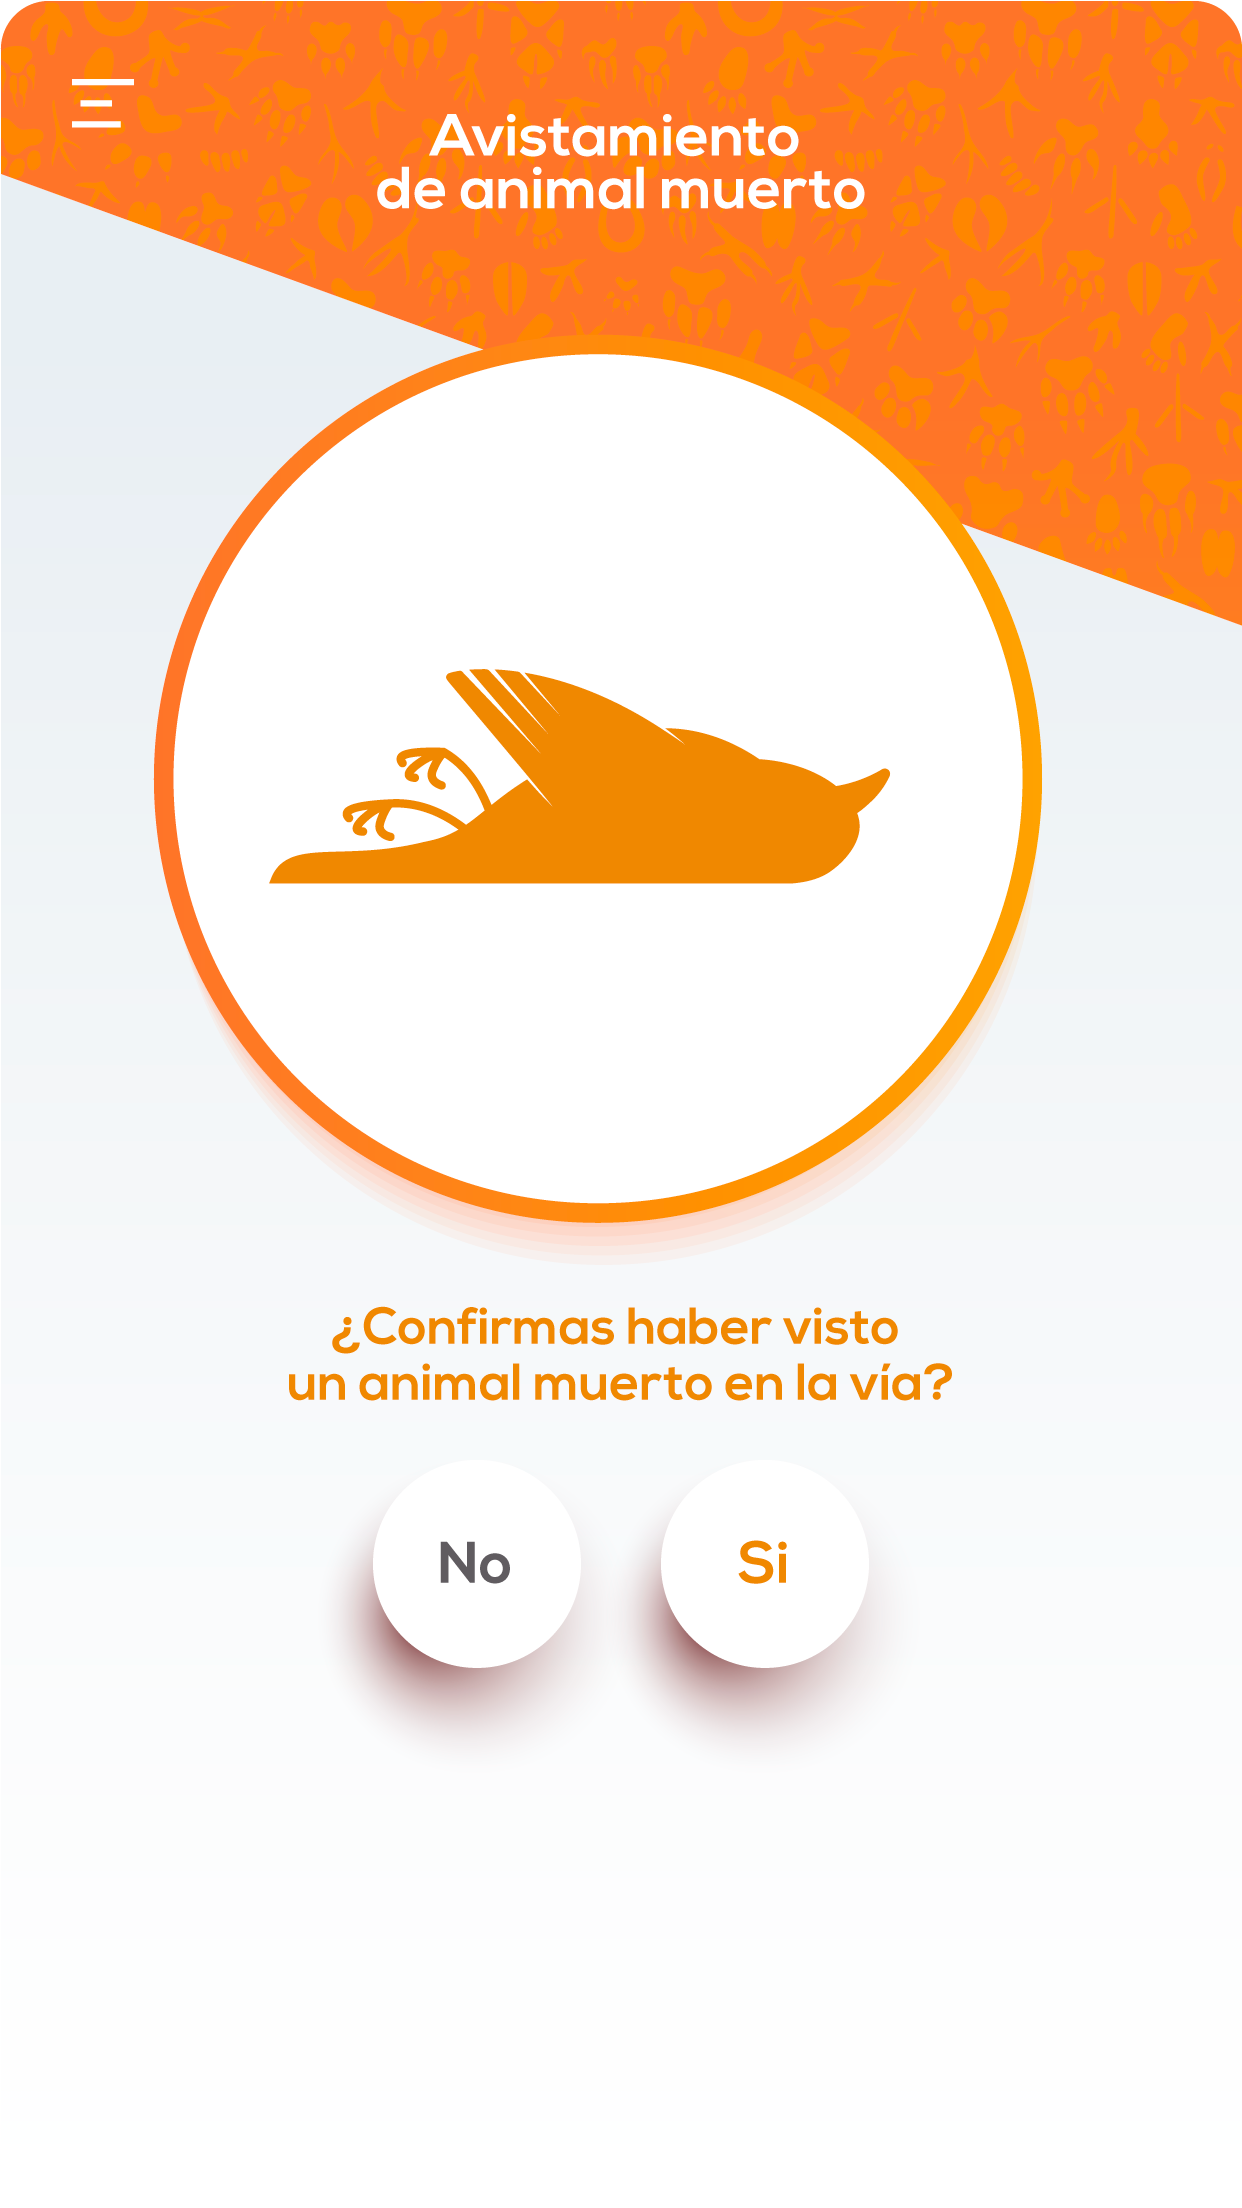 Avistamiento
de animal muerto
¿Confirmas haber visto
un animal muerto en la vía?
No
Si